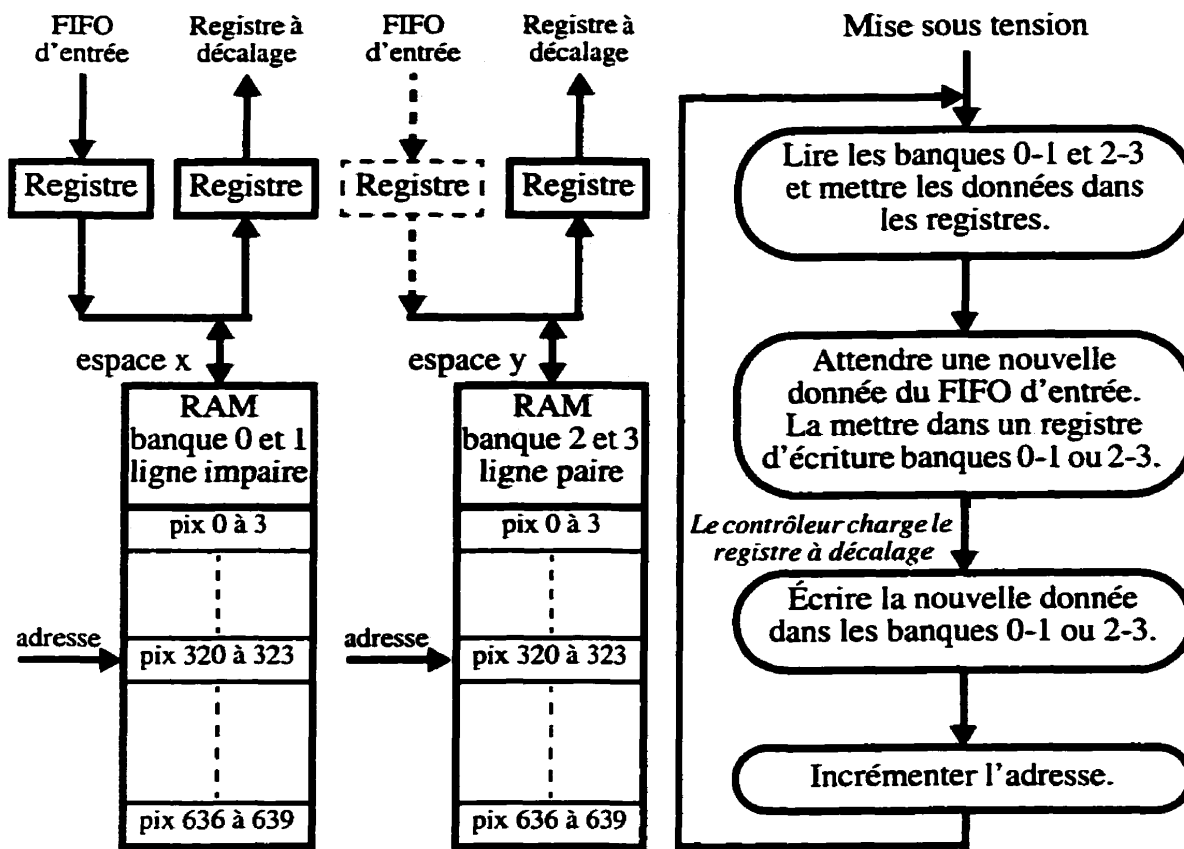 FIFO
d'entrée
Registre à
décalage
FIFO
d'entrée
Registre à
décalage
Registre
Registre
Registre
Registre
espace x
espace y
RAM
banque 0 et 1
ligne impaire
pix 0 à 3
adresse
pix 320 à 323
pix 636 à 639
RAM
banque 2 et 3
ligne paire
pix 0 à 3
adresse
pix 320 à 323
pix 636 à 639
Mise sous tension
Lire les banques 0-1 et 2-3
et mettre les données dans
les registres.
Attendre une nouvelle
donnée du FIFO d'entrée.
La mettre dans un registre
d'écriture banques 0-1 ou 2-3.
Le contrôleur charge le
registre à décalage
Écrire la nouvelle donnée
dans les banques 0-1 ou 2-3.
Incrémenter l'adresse.